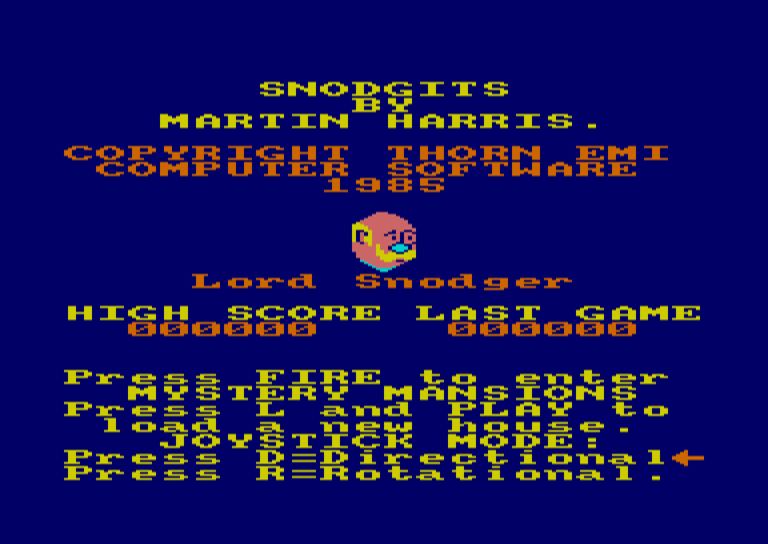 SNODGITS
BY
MARTIN HARRIS.
COPYRIGHT THORN EMI
COMPUTER SOFTWARE
1985
Lord Snodger
HIGH SCORE LAST GAME
000000 000000
Press FIRE to enter
MYSTERY MANSIONS
Press L and PLAY to
load a new house.
JOYSTICK MODE:
Press D=Directional
Press R=Rotational.